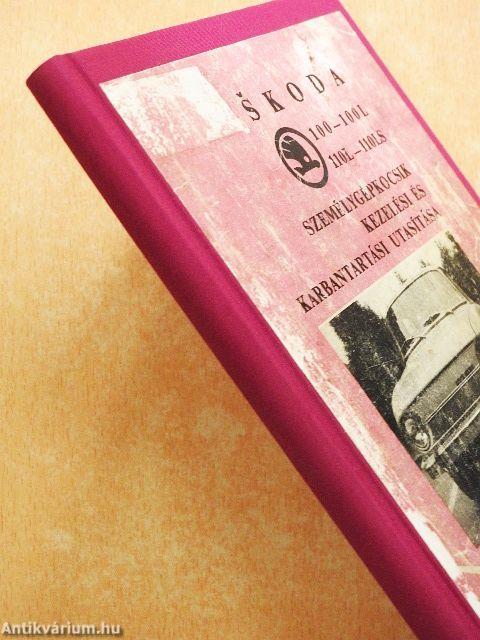 ŠKODA
100-100L
110L-110LS
SZEMÉLYGÉPKOCSIK
KEZELÉSI ÉS
KARBANTARTÁSI UTASÍTÁSA
Antikvárium.hu